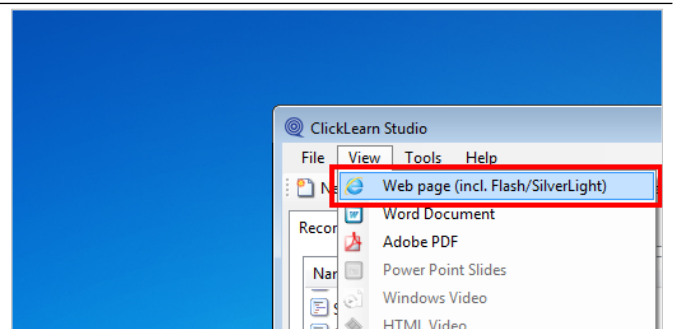 ClickLearn Studio
File View Tools Help
Web page (incl. Flash/SilverLight)
Word Document
Recor
Adobe PDF
Nar
Power Point Slides
Windows Video
HTML Video